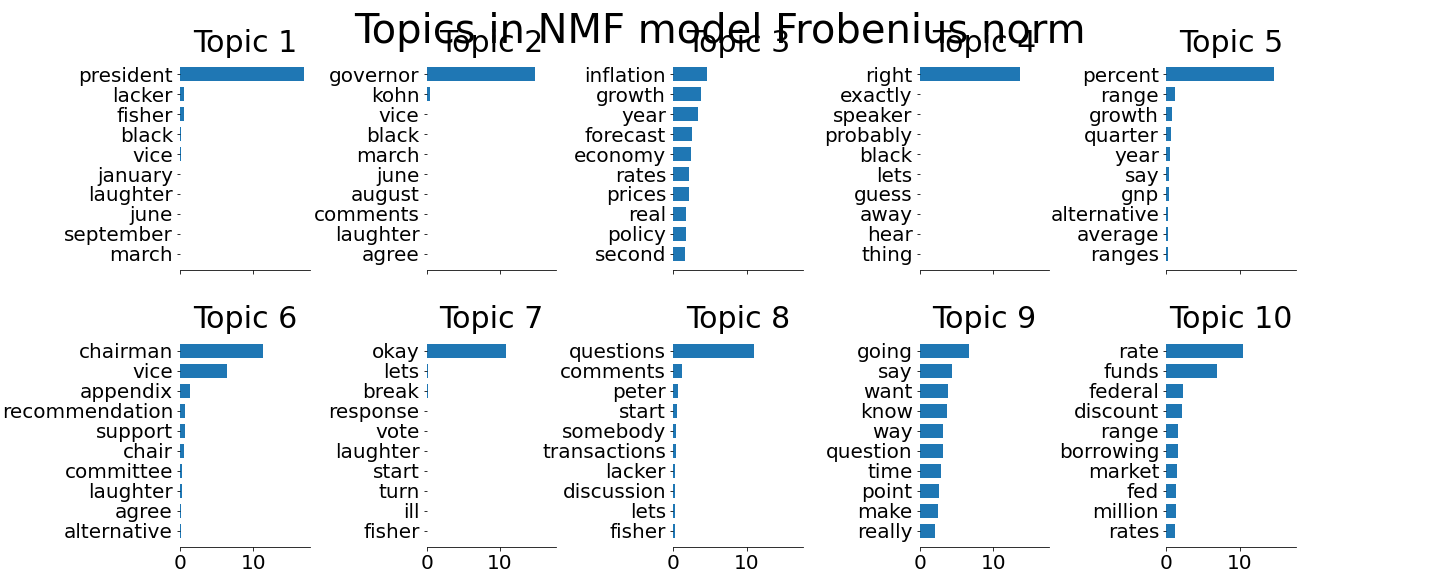 Topics in NMF model Frobenius norm
Topic 1
president
lacker
fisher
black
vice
january
laughter
june
september
march
Topic 2
governor
kohn
vice
black
march
june
august
comments
laughter
agree
Topic 3
inflation
growth
year
forecast
economy
rates
prices
real
policy
second
Topic 4
right
exactly
speaker
probably
black
lets
guess
away
hear
thing
Topic 5
percent
range
growth
quarter
year
say
gnp
alternative
average
ranges
Topic 6
chairman
vice
appendix
recommendation
support
chair
committee
laughter
agree
alternative
0 10
Topic 7
okay
lets
break
response
vote
laughter
start
turn
ill
fisher
0 10
Topic 8
questions
comments
peter
start
somebody
transactions
lacker
discussion
lets
fisher
0 10
Topic 9
going
say
want
know
way
question
time
point
make
really
0 10
Topic 10
rate
funds
federal
discount
range
borrowing
market
fed
million
rates
0 10